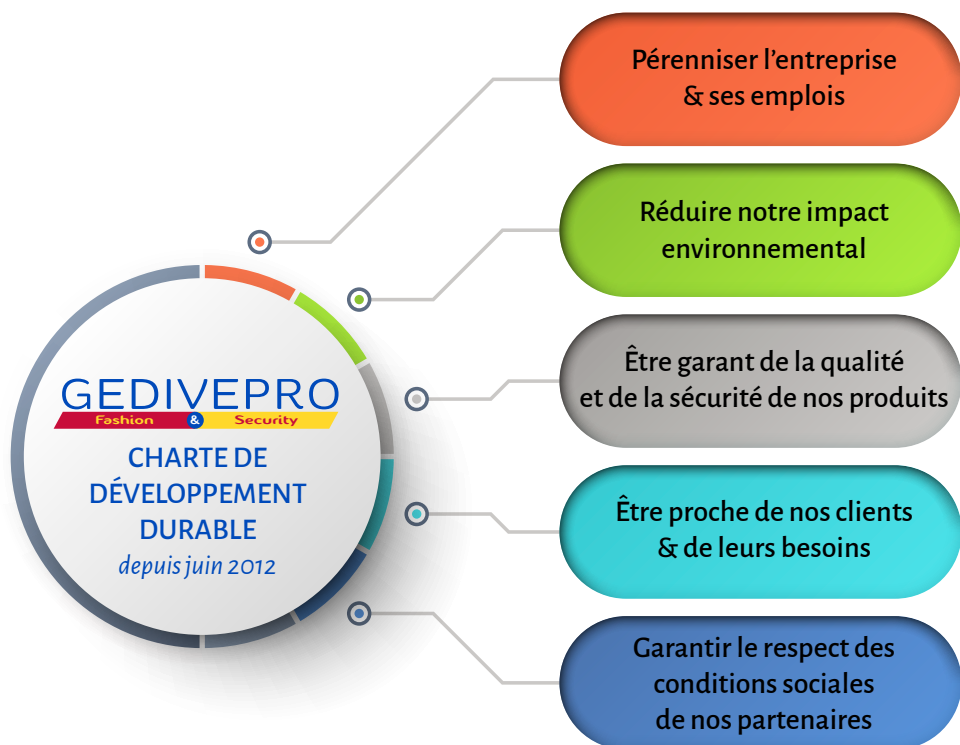 Pérenniser l'entreprise
& ses emplois
Réduire notre impact
environnemental
Être garant de la qualité
et de la sécurité de nos produits
Être proche de nos clients
& de leurs besoins
Garantir le respect des
conditions sociales
de nos partenaires
GEDIVEPRO
Fashion & Security
CHARTE DE
DÉVELOPPEMENT
DURABLE
depuis juin 2012